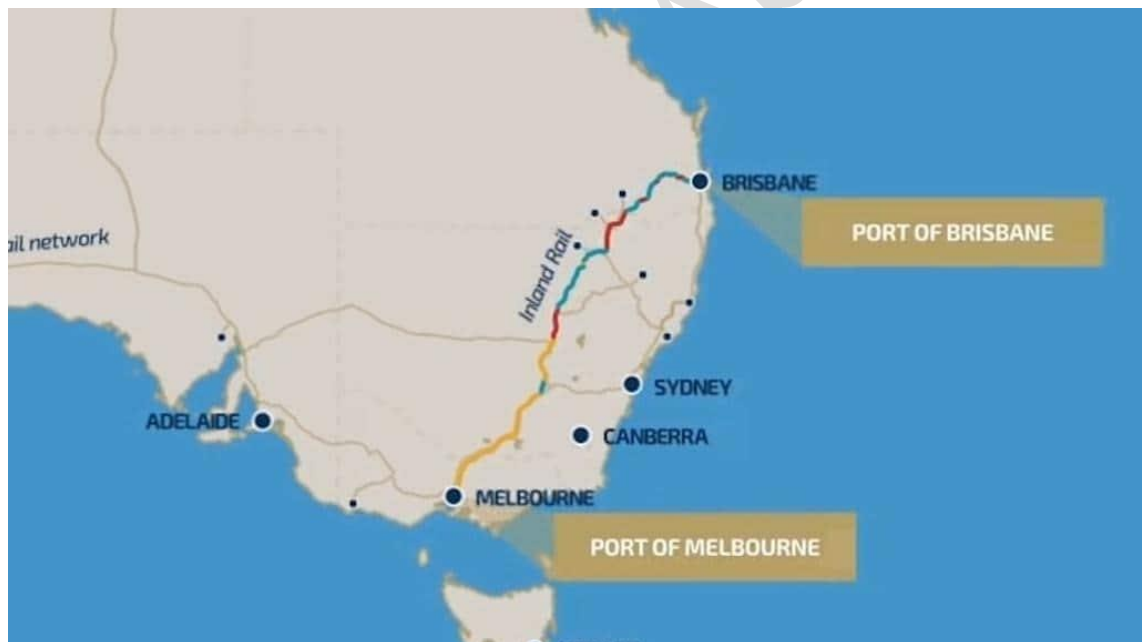 BRISBANE
PORT OF BRISBANE
ail network
Inland Rail
SYDNEY
ADELAIDE
CANBERRA
MELBOURNE
PORT OF MELBOURNE